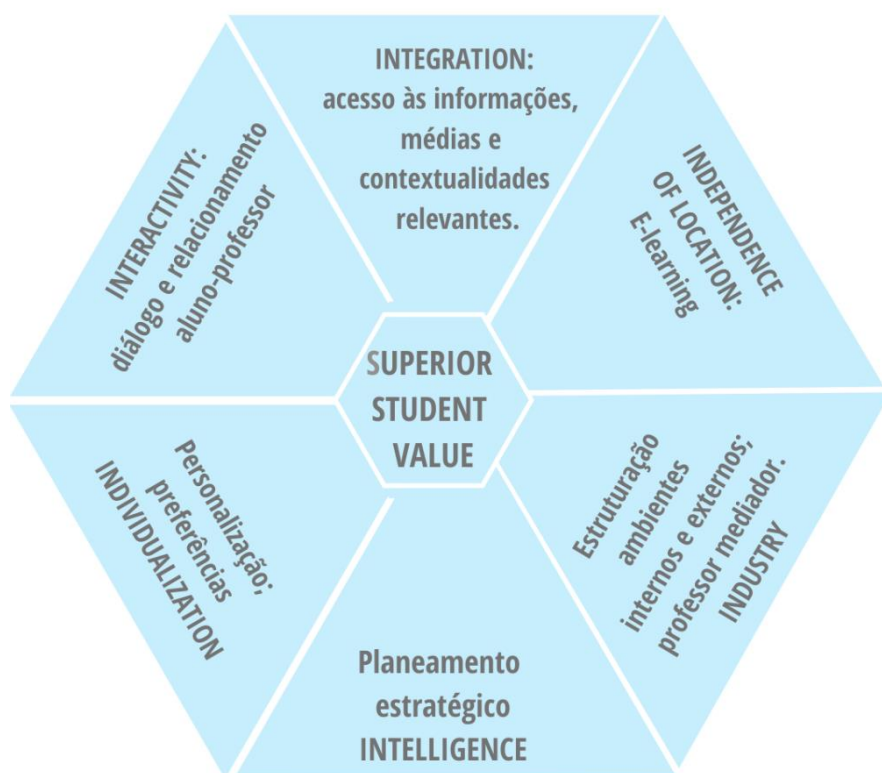 INTEGRATION:
acesso às informações,
médias e
contextualidades
relevantes.
INDEPENDENCE
OF LOCATION:
E-learning
Estruturação
ambientes
internos e externos;
professor mediador.
INDUSTRY
Planeamento
estratégico
INTELLIGENCE
Personalização;
preferências
INDIVIDUALIZATION
INTERACTIVITY:
diálogo e relacionamento
aluno-professor
SUPERIOR
STUDENT
VALUE